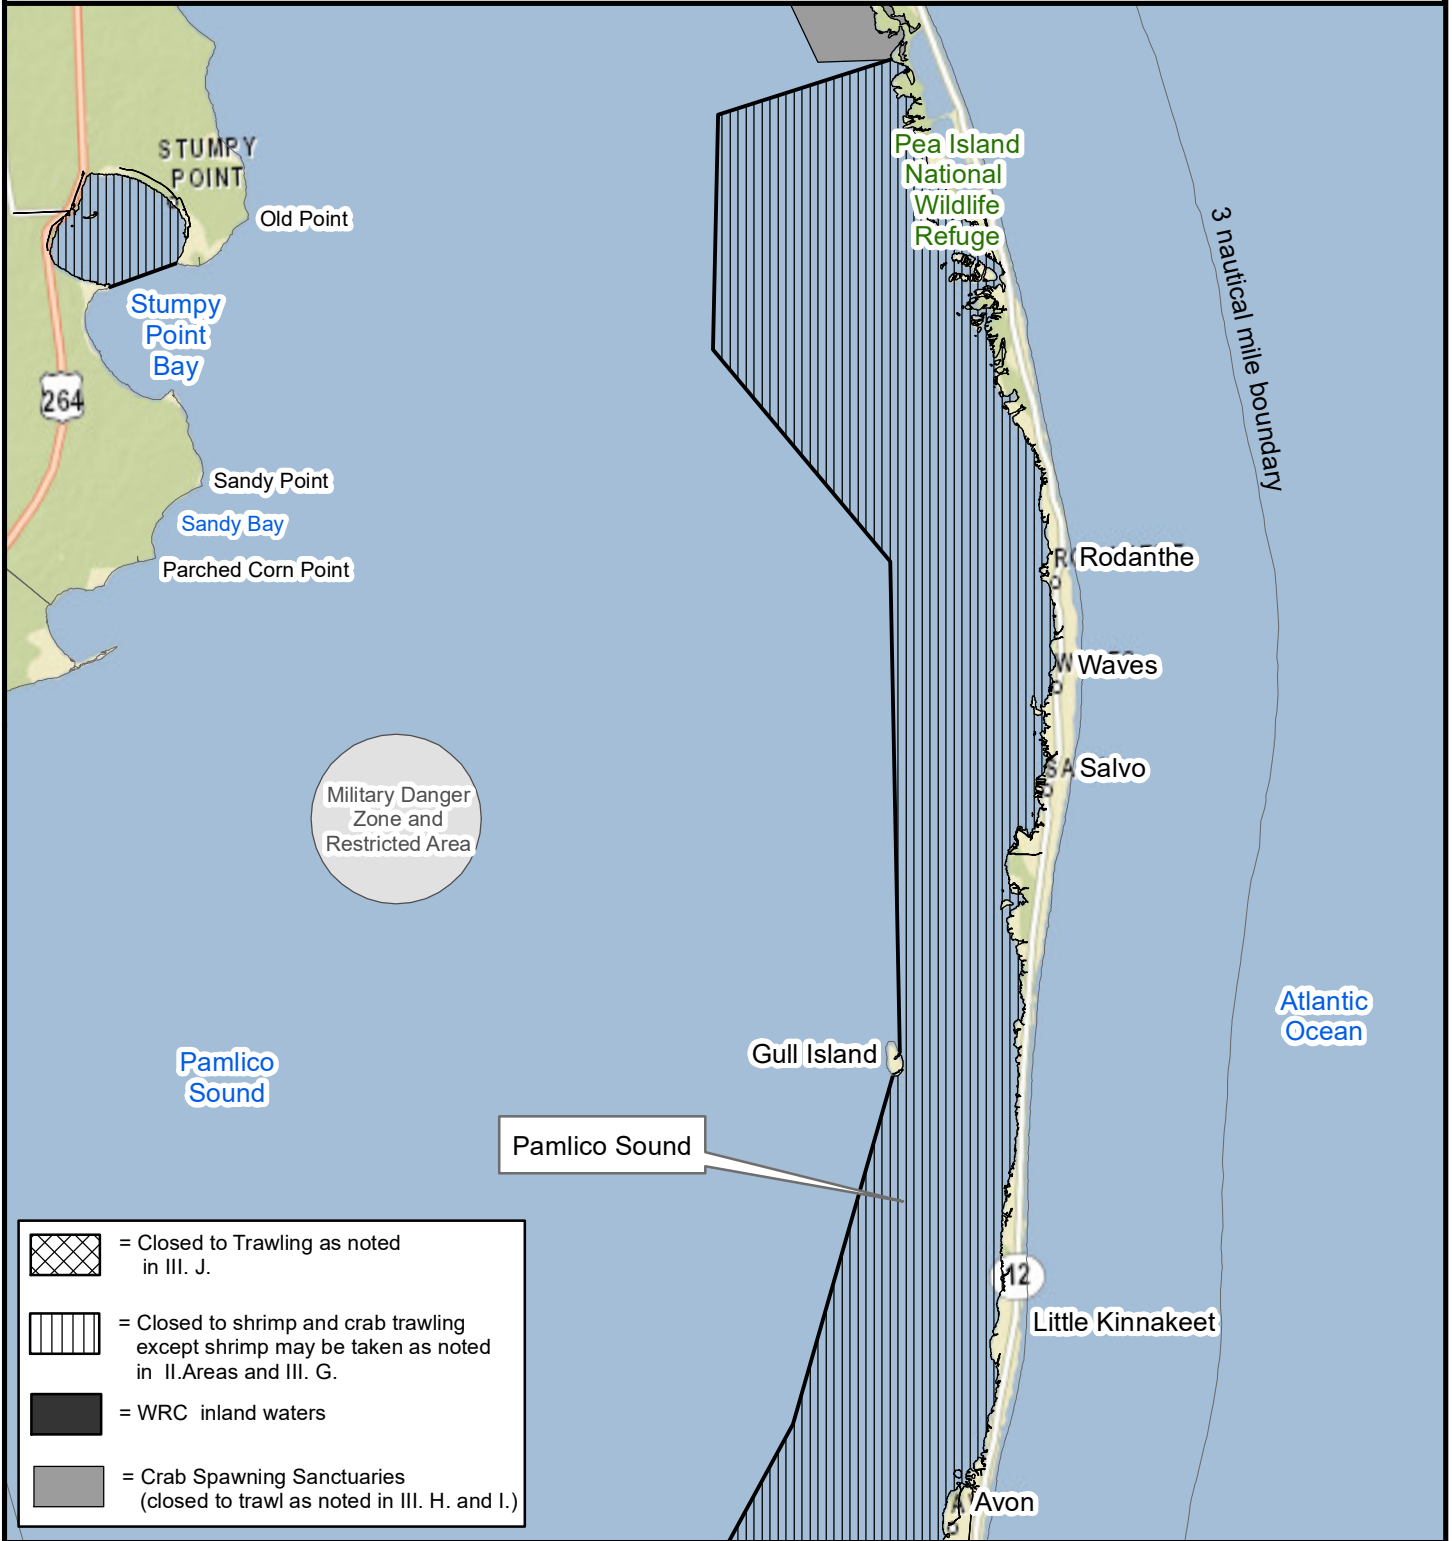 STUMPY
POINT
Old Point
Stumpy
Point
Bay
264
Sandy Point
Sandy Bay
Parched Corn Point
Pea Island
National
Wildlife
Refuge
3 nautical mile boundary
Rodanthe
Waves
Salvo
Military Danger
Zone and
Restricted Area
Atlantic
Ocean
Gull Island
Pamlico
Sound
Pamlico Sound
12
Little Kinnakeet
Avon
= Closed to Trawling as noted
in III. J.
= Closed to shrimp and crab trawling
except shrimp may be taken as noted
in II.Areas and III. G.
= WRC inland waters
= Crab Spawning Sanctuaries
(closed to trawl as noted in III. H. and I.)